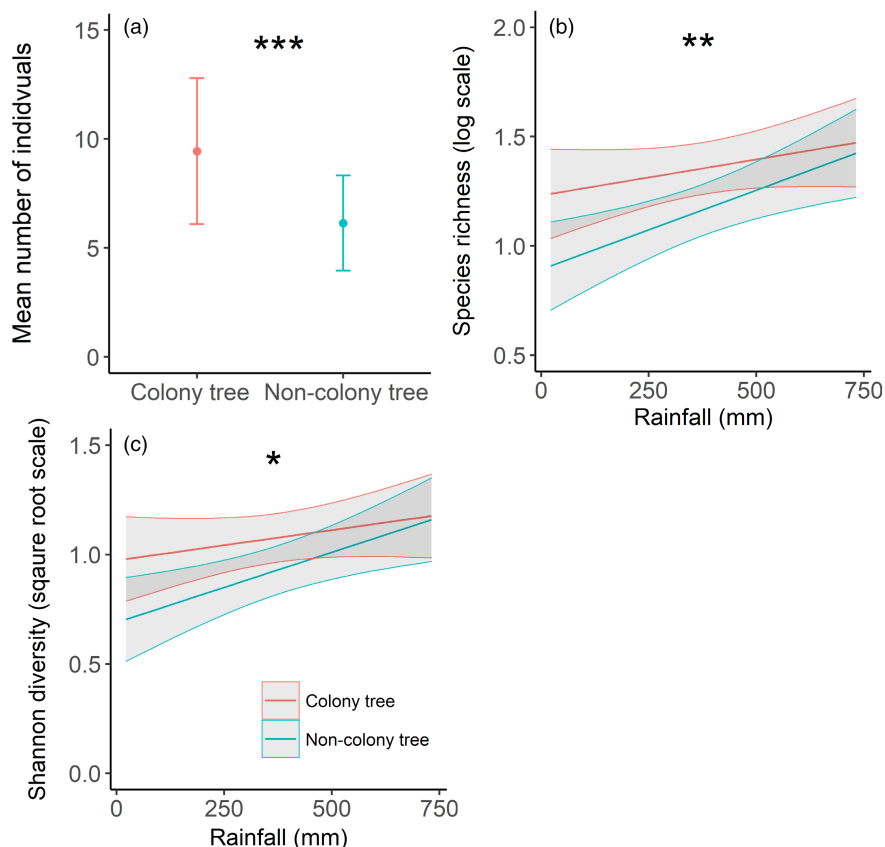 (a)
***
Mean number of indidvuals
15
10
5
0
Colony tree
Non-colony tree
(b)
**
Species richness (log scale)
2.0
1.5
1.0
0.5
0
250
500
750
Rainfall (mm)
(c)
*
Shannon diversity (sqaure root scale)
1.5
1.0
0.5
0.0
Colony tree
Non-colony tree
0
250
500
750
Rainfall (mm)